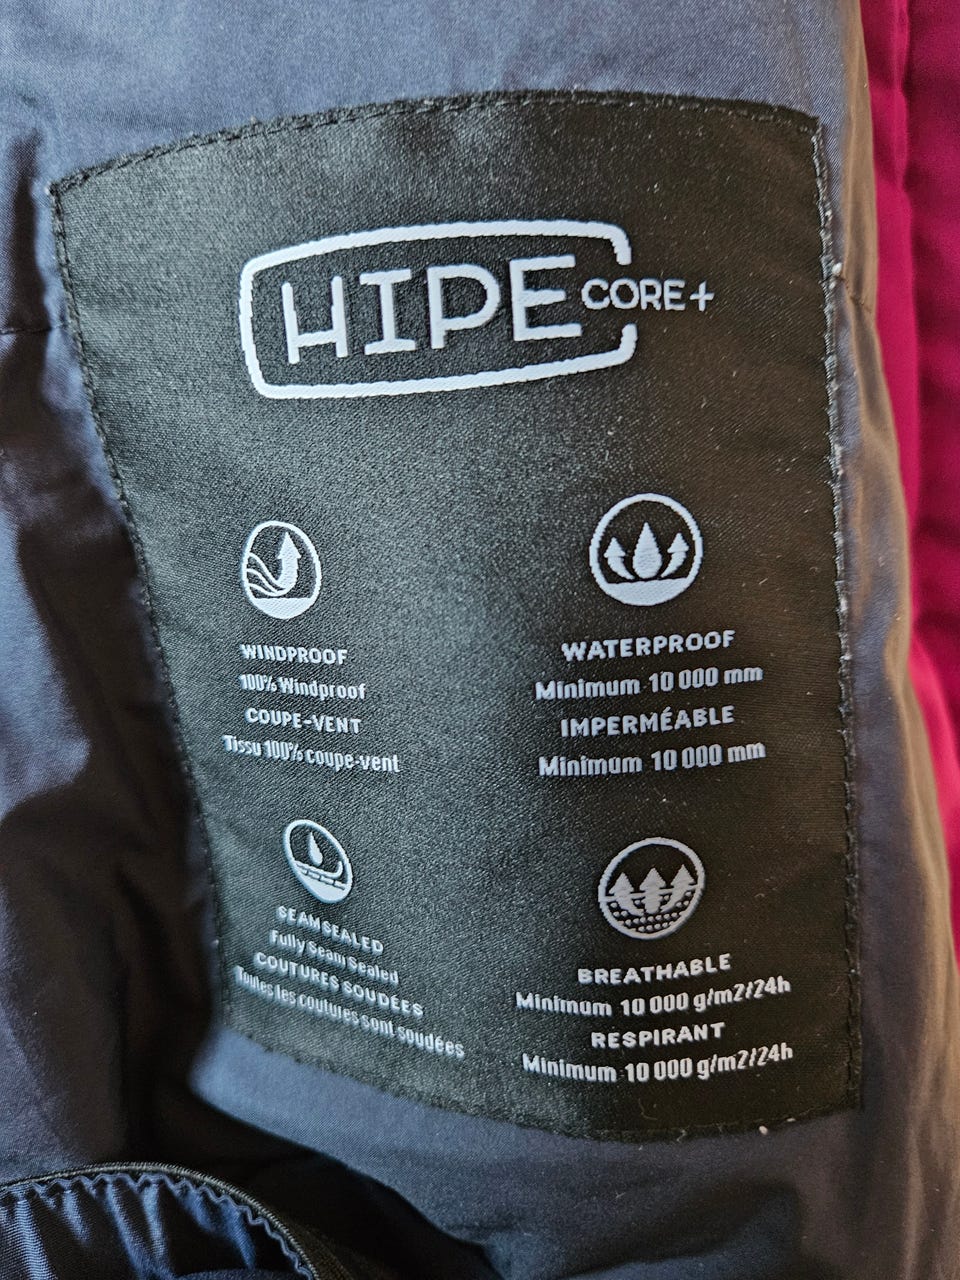 HIPE CORE+
WINDPROOF
100% Windproof
COUPE-VENT
Tissu 100% coupe-vent
WATERPROOF
Minimum 10 000 mm
IMPERMÉABLE
Minimum 10 000 mm
SEAM SEALED
Fully Seam Sealed
COUTURES SOUDÉES
Toutes les coutures sont soudées
BREATHABLE
Minimum 10 000 g/m2/24h
RESPIRANT
Minimum 10 000 g/m2/24h